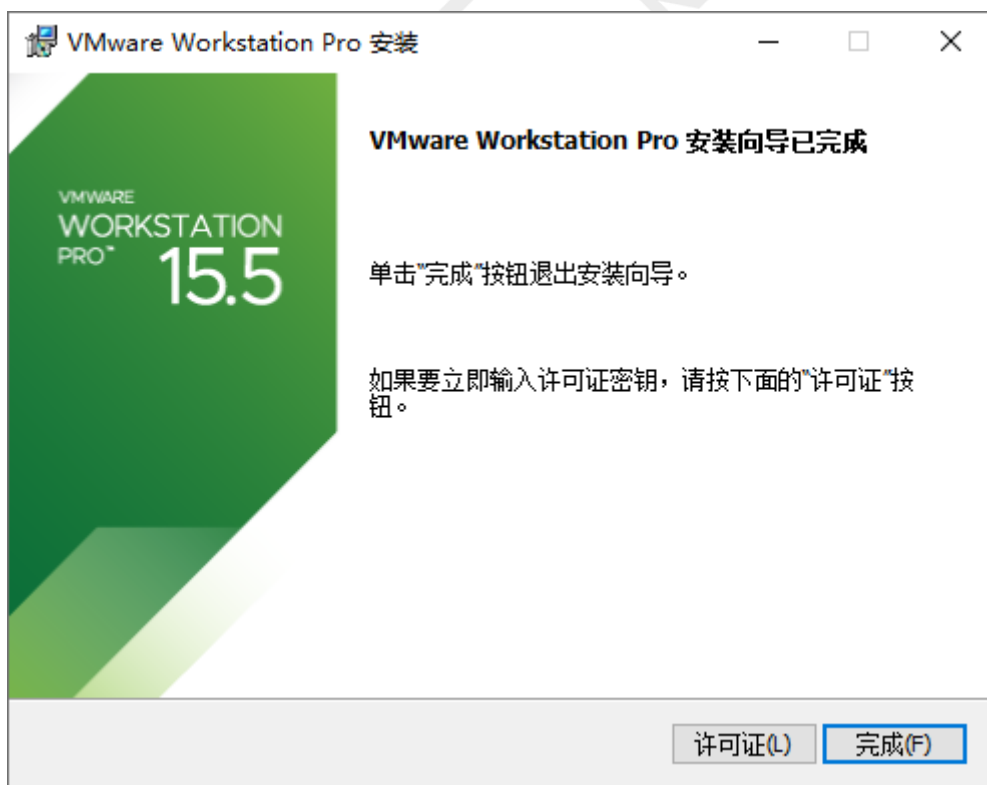 VMware Workstation Pro 安装
VMware Workstation Pro 安装向导已完成
VMWARE
WORKSTATION
PRO™ 15.5
单击"完成"按钮退出安装向导。
如果要立即输入许可证密钥，请按下面的"许可证"按
钮。
许可证(L) 完成(F)